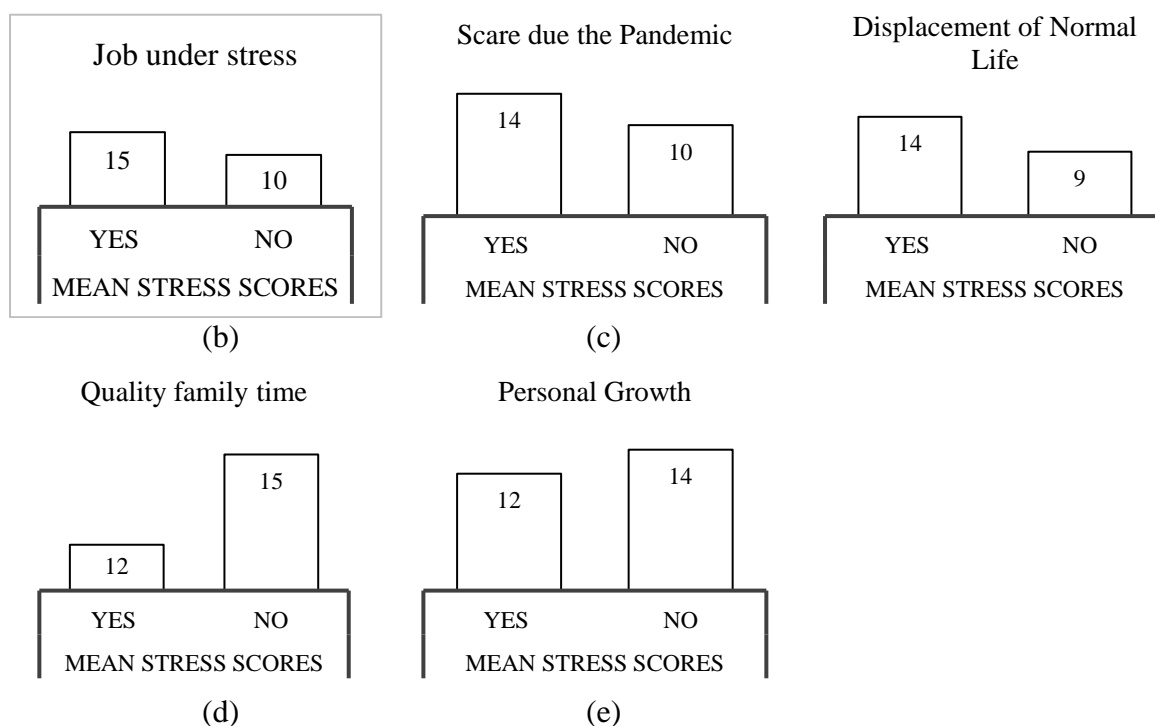 Job under stress
15
10
YES NO
MEAN STRESS SCORES
(b)
Scare due the Pandemic
14
10
YES NO
MEAN STRESS SCORES
(c)
Displacement of Normal
Life
14
9
YES NO
MEAN STRESS SCORES
Quality family time
12
15
YES NO
MEAN STRESS SCORES
(d)
Personal Growth
12
14
YES NO
MEAN STRESS SCORES
(e)